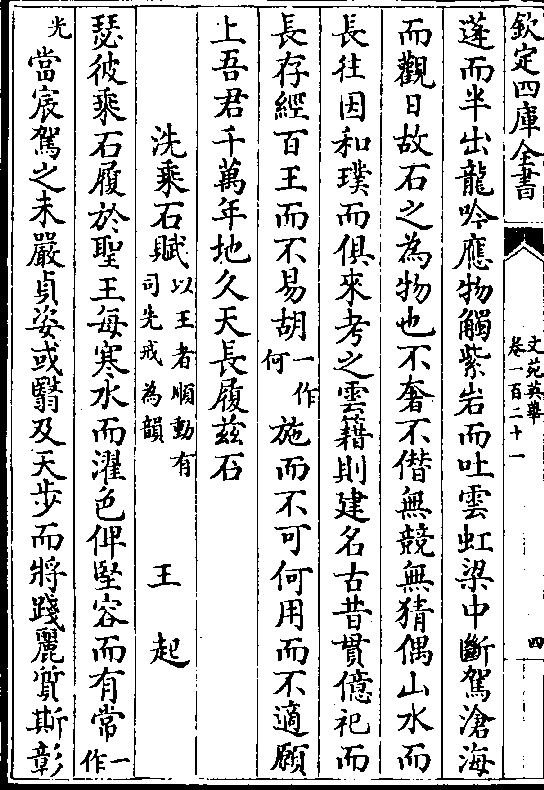 欽定四庫全書
文苑英華
卷一百二十一
四
蓬而半出龍吟應物觸紫岩而吐雲虹梁中斷駕滄海
而觀日故石之為物也不奢不僭無競無猜偶山水而
長往因和璞而俱來考之雲籍則建名古昔貫億祀而
長存經百王而不易胡一作何施而不可何用而不適願
上吾君千萬年地久天長履兹石
洗乘石賦以王者順動有司先戒為韻 王起
瑟彼乘石履於聖王每寒水而濯色俾堅容而有常一作
光當宸駕之未嚴貞姿或翳及天步而將踐麗質斯彰